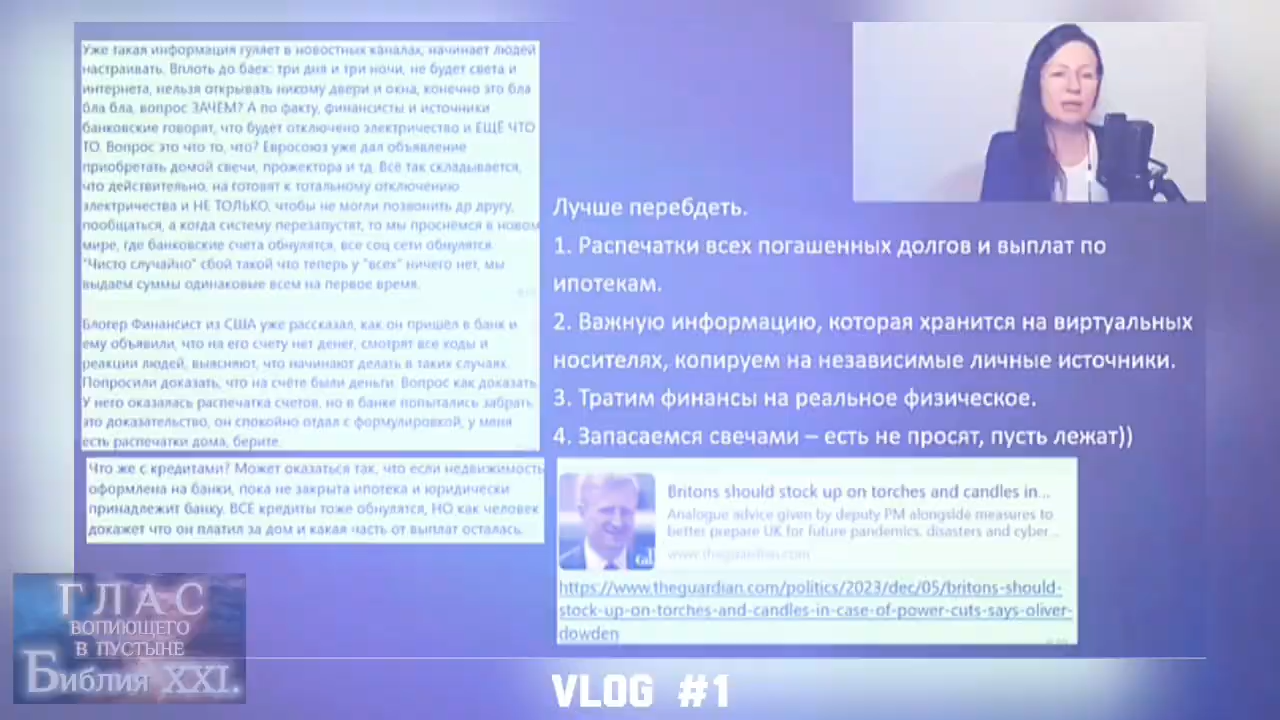 Уже такая информация гуляет в новостных каналах, начинает людей
настраивать. Вплоть до баек: три дня и три ночи, не будет света и
интернета, нельзя открывать никому двери и окна, конечно это бла
бла бла, вопрос ЗАЧЕМ? А по факту, финансисты и источники
банковские говорят, что будет отключено электричество и ЕЩЕ ЧТО
ТО. Вопрос это что то, что? Евросоюз уже дал объявление
приобретать домой свечи, прожектора и тд. Всё так складывается,
что действительно, на готовят к тотальному отключению
электричества и НЕ ТОЛЬКО, чтобы не могли позвонить др другу,
пообщаться, а когда систему перезапустят, то мы проснёмся в новом
мире, где банковские счета обнулятся, все соц сети обнулятся.
"Чисто случайно" сбой такой что теперь у "всех" ничего нет, мы
выдаем суммы одинаковые всем на первое время.
Блогер Финансист из США уже рассказал, как он пришёл в банк и
ему объявили, что на его счету нет денег, смотрят все ходы и
реакции людей, выясняют, что начинают делать в таких случаях.
Попросили доказать, что на счёте были деньги. Вопрос как доказать.
У него оказалась распечатка счетов, но в банке попытались забрать
это доказательство, он спокойно отдал с формулировкой, у меня
есть распечатки дома, берите.
Что же с кредитами? Может оказаться так, что если недвижимость
оформлена на банки, пока не закрыта ипотека и юридически
принадлежит банку. ВСЕ кредиты тоже обнулятся, НО как человек
докажет что он платил за дом и какая часть от выплат осталась.
Лучше перебдеть.
1. Распечатки всех погашенных долгов и выплат по
ипотекам.
2. Важную информацию, которая хранится на виртуальных
носителях, копируем на независимые личные источники.
3. Тратим финансы на реальное физическое.
4. Запасаемся свечами – есть не просят, пусть лежат))
Britons should stock up on torches and candles in...
Analogue advice given by deputy PM alongside measures to
better prepare UK for future pandemics, disasters and cyber...
www.theguardian.com
https://www.theguardian.com/politics/2023/dec/05/britons-should-
stock-up-on-torches-and-candles-in-case-of-power-cuts-says-oliver-
dowden
ГЛАС
ВОПИЮЩЕГО
В ПУСТЫНЕ
Библия XXI.
VLOG #1